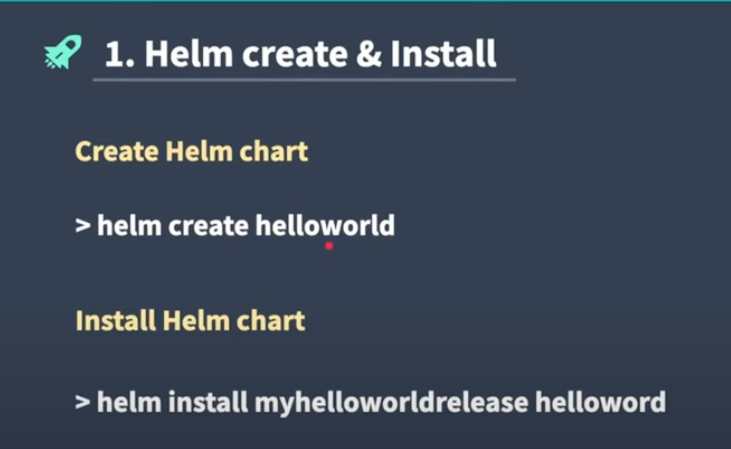 1. Helm create & Install
Create Helm chart
> helm create helloworld
Install Helm chart
> helm install myhelloworldrelease helloword